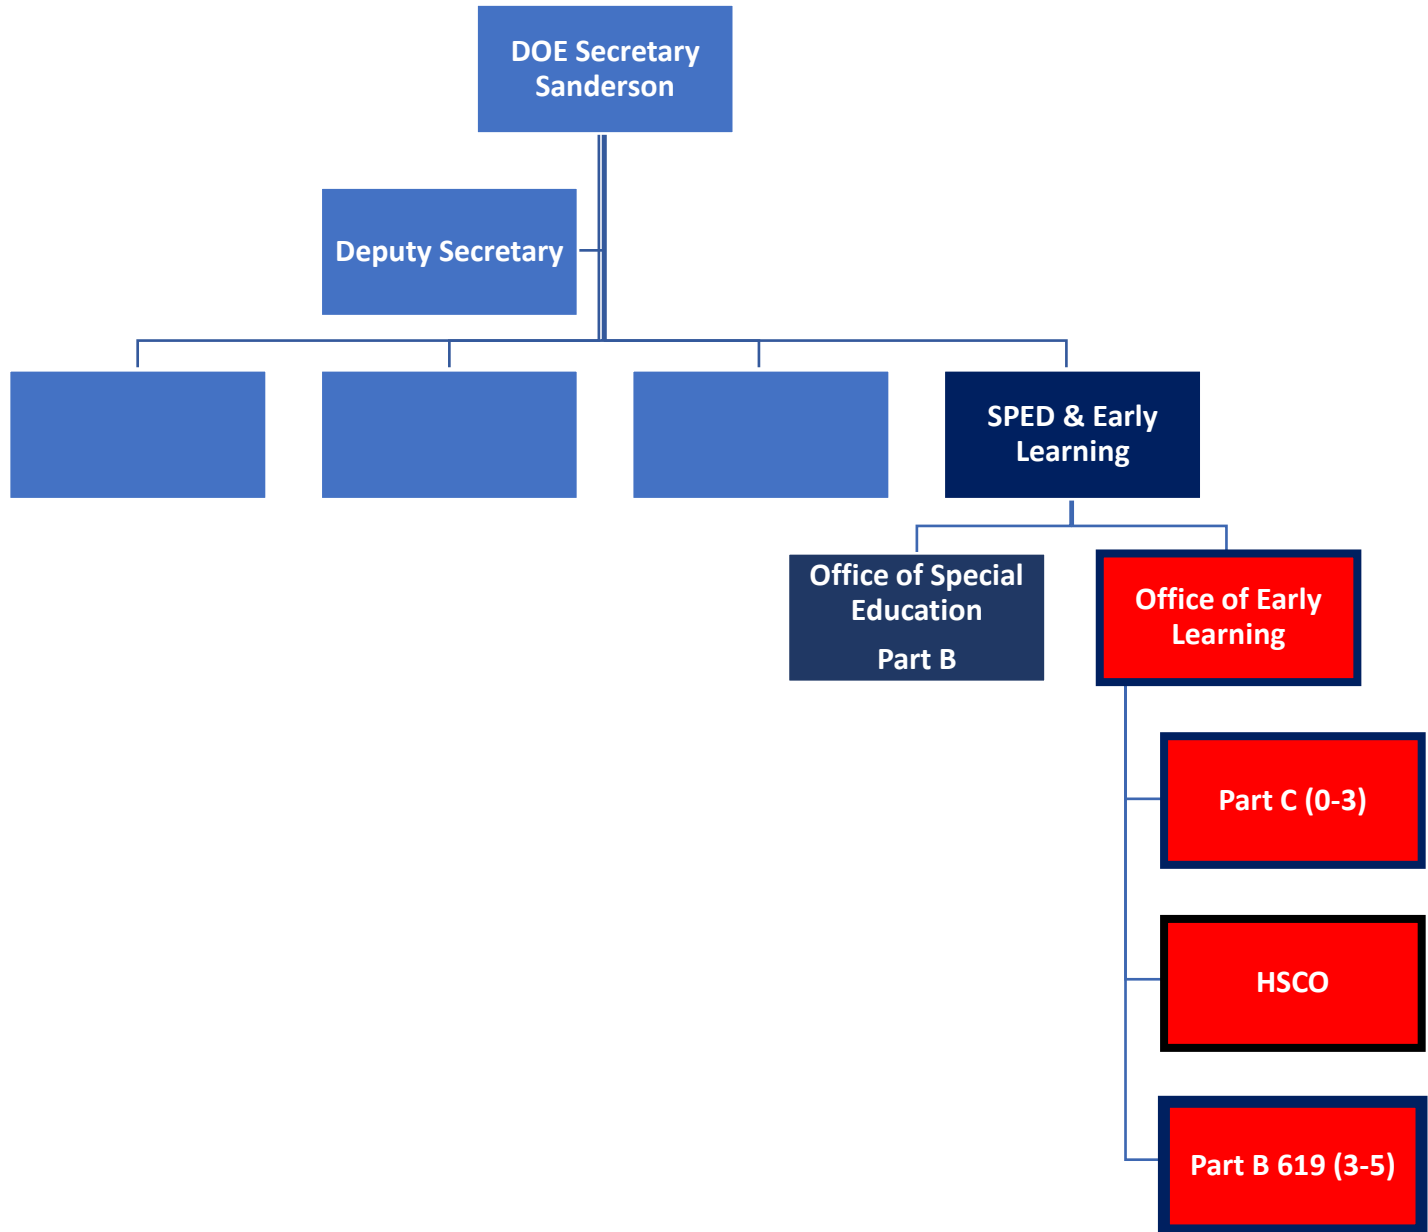 DOE Secretary
Sanderson
Deputy Secretary
SPED & Early
Learning
Office of Special
Education
Part B
Office of Early
Learning
Part C (0-3)
HSCO
Part B 619 (3-5)